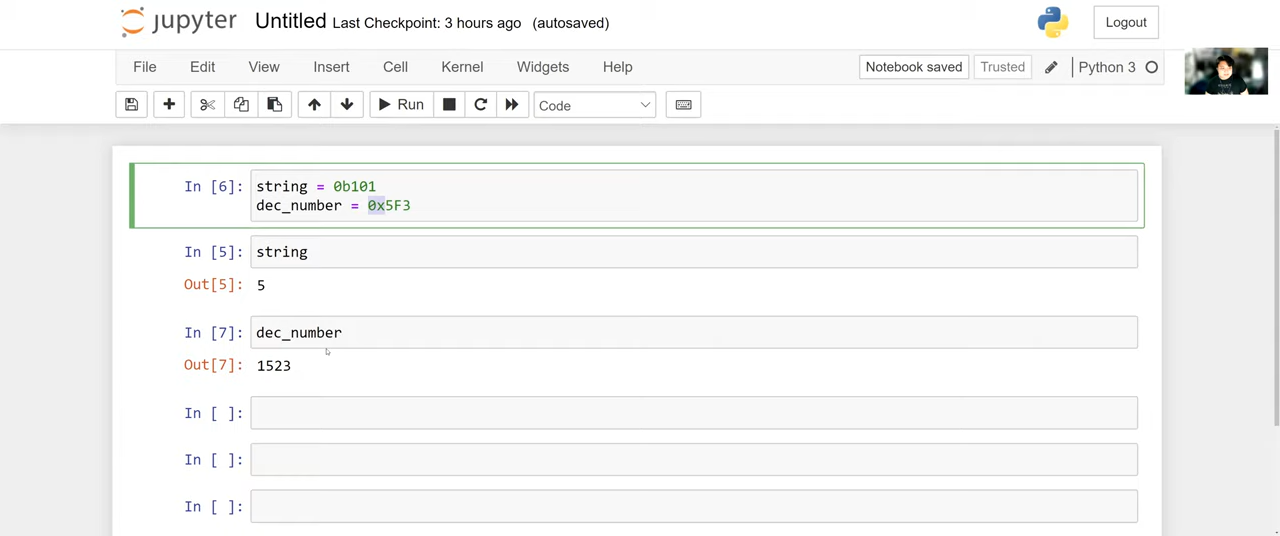 jupyter Untitled Last Checkpoint: 3 hours ago (autosaved) Logout
File Edit View Insert Cell Kernel Widgets Help Notebook saved Trusted Python 3
Run Code
In [6]: string = 0b101
dec_number = 0x5F3
In [5]: string
Out[5]: 5
In [7]: dec_number
Out[7]: 1523
In [ ]:
In [ ]:
In [ ]: